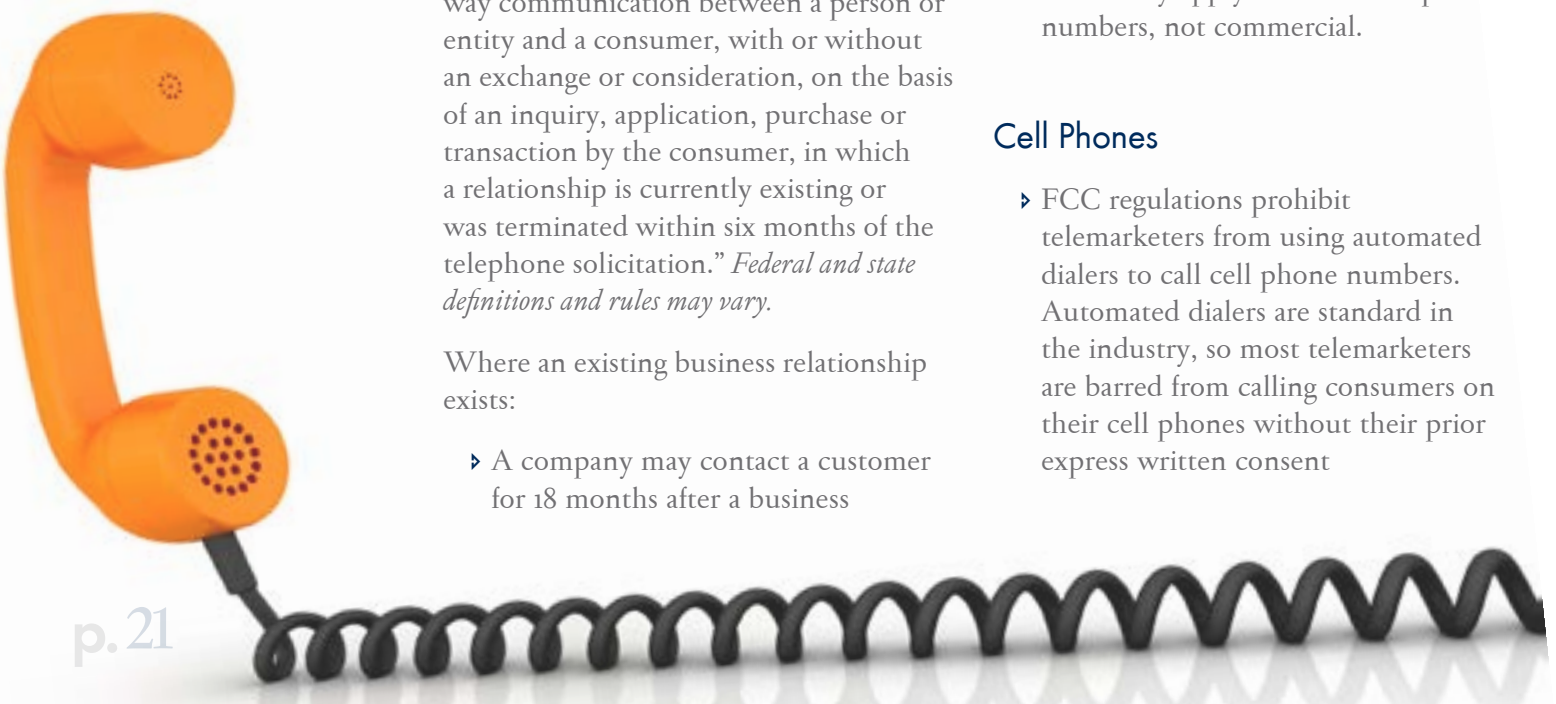 way communication between a person or
entity and a consumer, with or without
an exchange or consideration, on the basis
of an inquiry, application, purchase or
transaction by the consumer, in which
a relationship is currently existing or
was terminated within six months of the
telephone solicitation.” Federal and state
definitions and rules may vary.
Where an existing business relationship
exists:
A company may contact a customer
for 18 months after a business
numbers, not commercial.
Cell Phones
FCC regulations prohibit
telemarketers from using automated
dialers to call cell phone numbers.
Automated dialers are standard in
the industry, so most telemarketers
are barred from calling consumers on
their cell phones without their prior
express written consent
p. 21